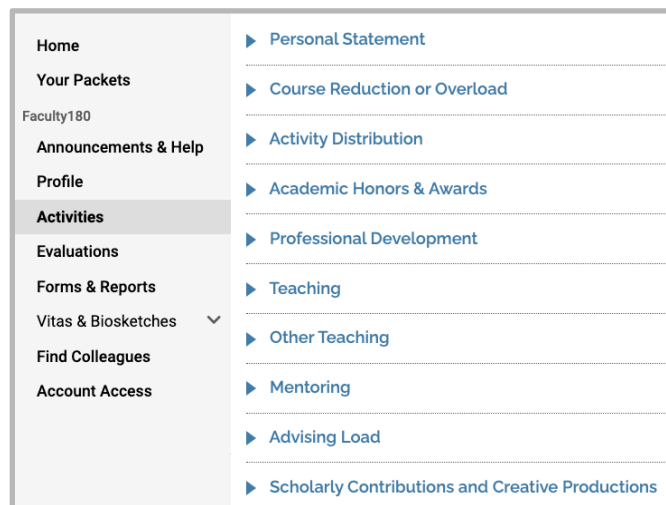 Home
Your Packets
Faculty180
Announcements & Help
Profile
Activities
Evaluations
Forms & Reports
Vitas & Biosketches
Find Colleagues
Account Access
Personal Statement
Course Reduction or Overload
Activity Distribution
Academic Honors & Awards
Professional Development
Teaching
Other Teaching
Mentoring
Advising Load
Scholarly Contributions and Creative Productions